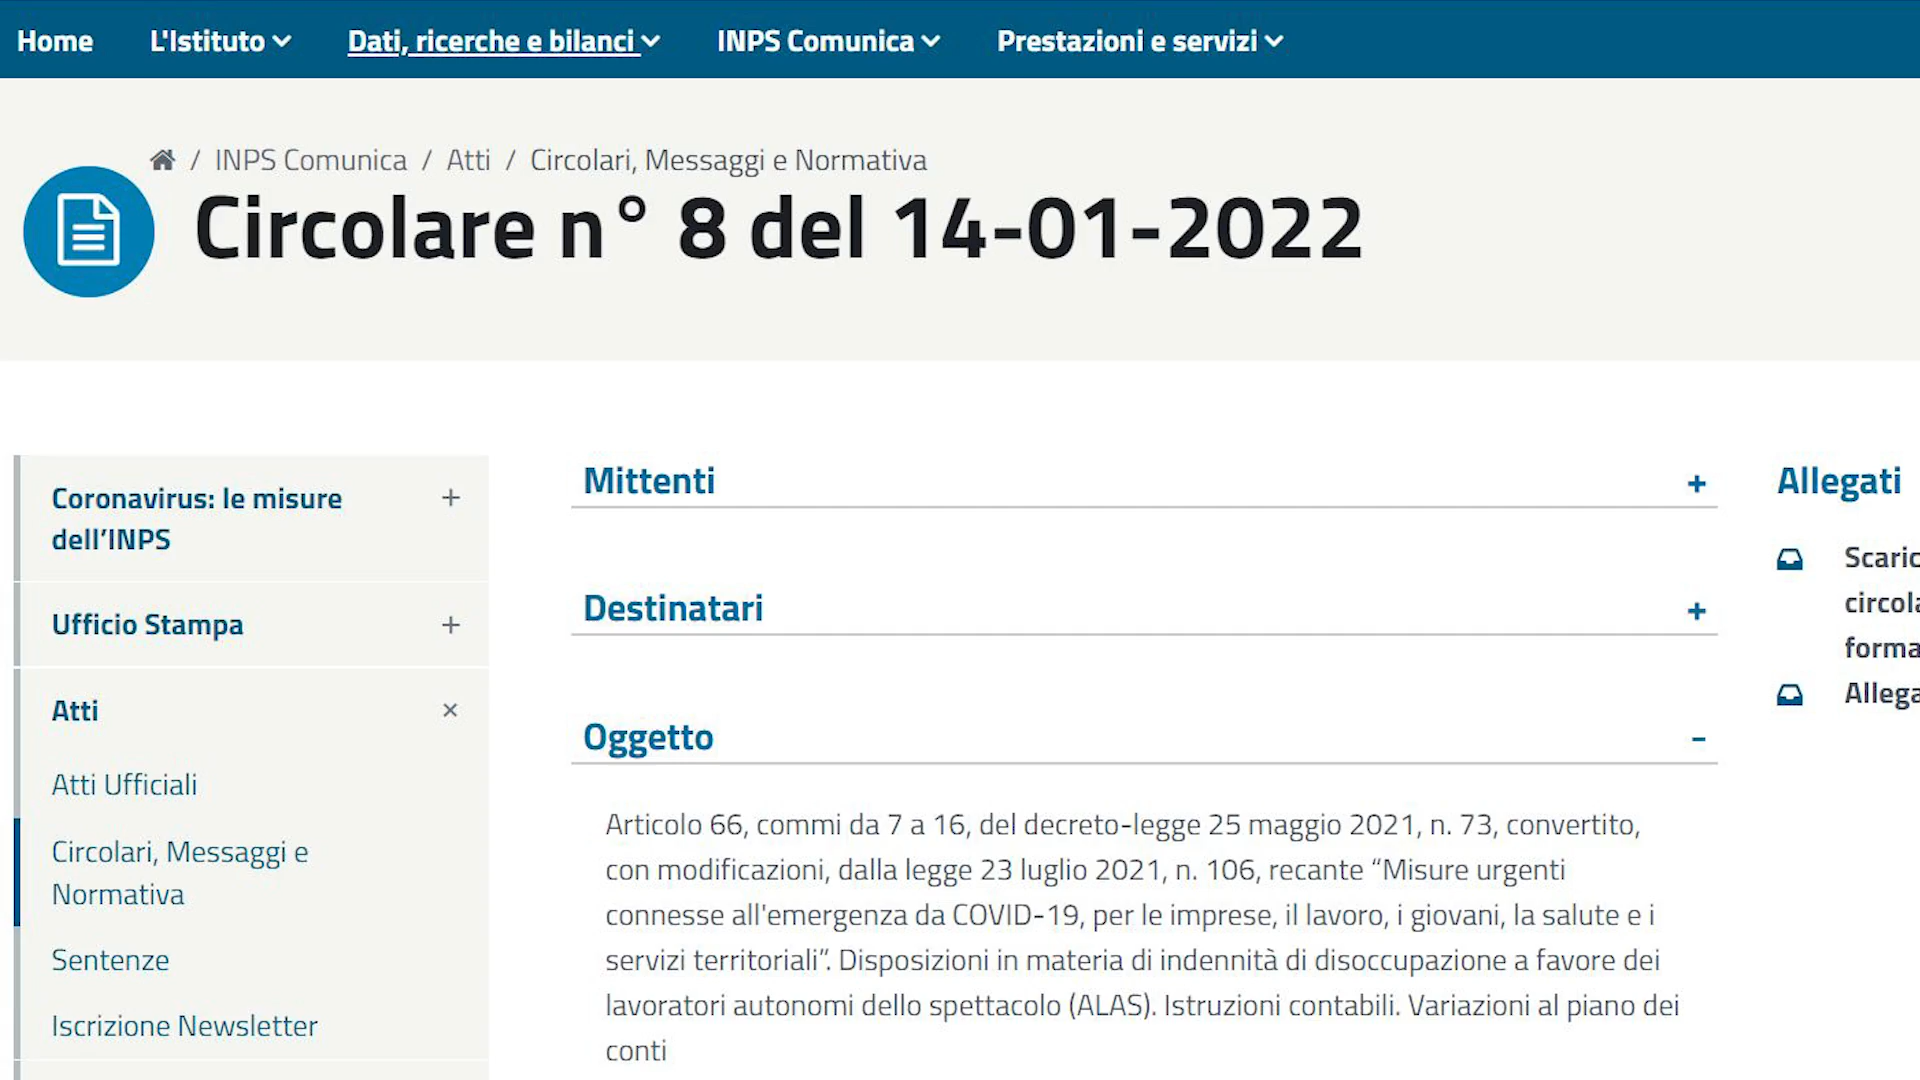 Home L'Istituto Dati, ricerche e bilanci INPS Comunica Prestazioni e servizi
/ INPS Comunica / Atti / Circolari, Messaggi e Normativa
Circolare n° 8 del 14-01-2022
Coronavirus: le misure +
dell'INPS
Ufficio Stampa +
Atti ×
Atti Ufficiali
Circolari, Messaggi e
Normativa
Sentenze
Iscrizione Newsletter
Mittenti +
Destinatari +
Oggetto -
Articolo 66, commi da 7 a 16, del decreto-legge 25 maggio 2021, n. 73, convertito,
con modificazioni, dalla legge 23 luglio 2021, n. 106, recante “Misure urgenti
connesse all'emergenza da COVID-19, per le imprese, il lavoro, i giovani, la salute e i
servizi territoriali”. Disposizioni in materia di indennità di disoccupazione a favore dei
lavoratori autonomi dello spettacolo (ALAS). Istruzioni contabili. Variazioni al piano dei
conti
Allegati